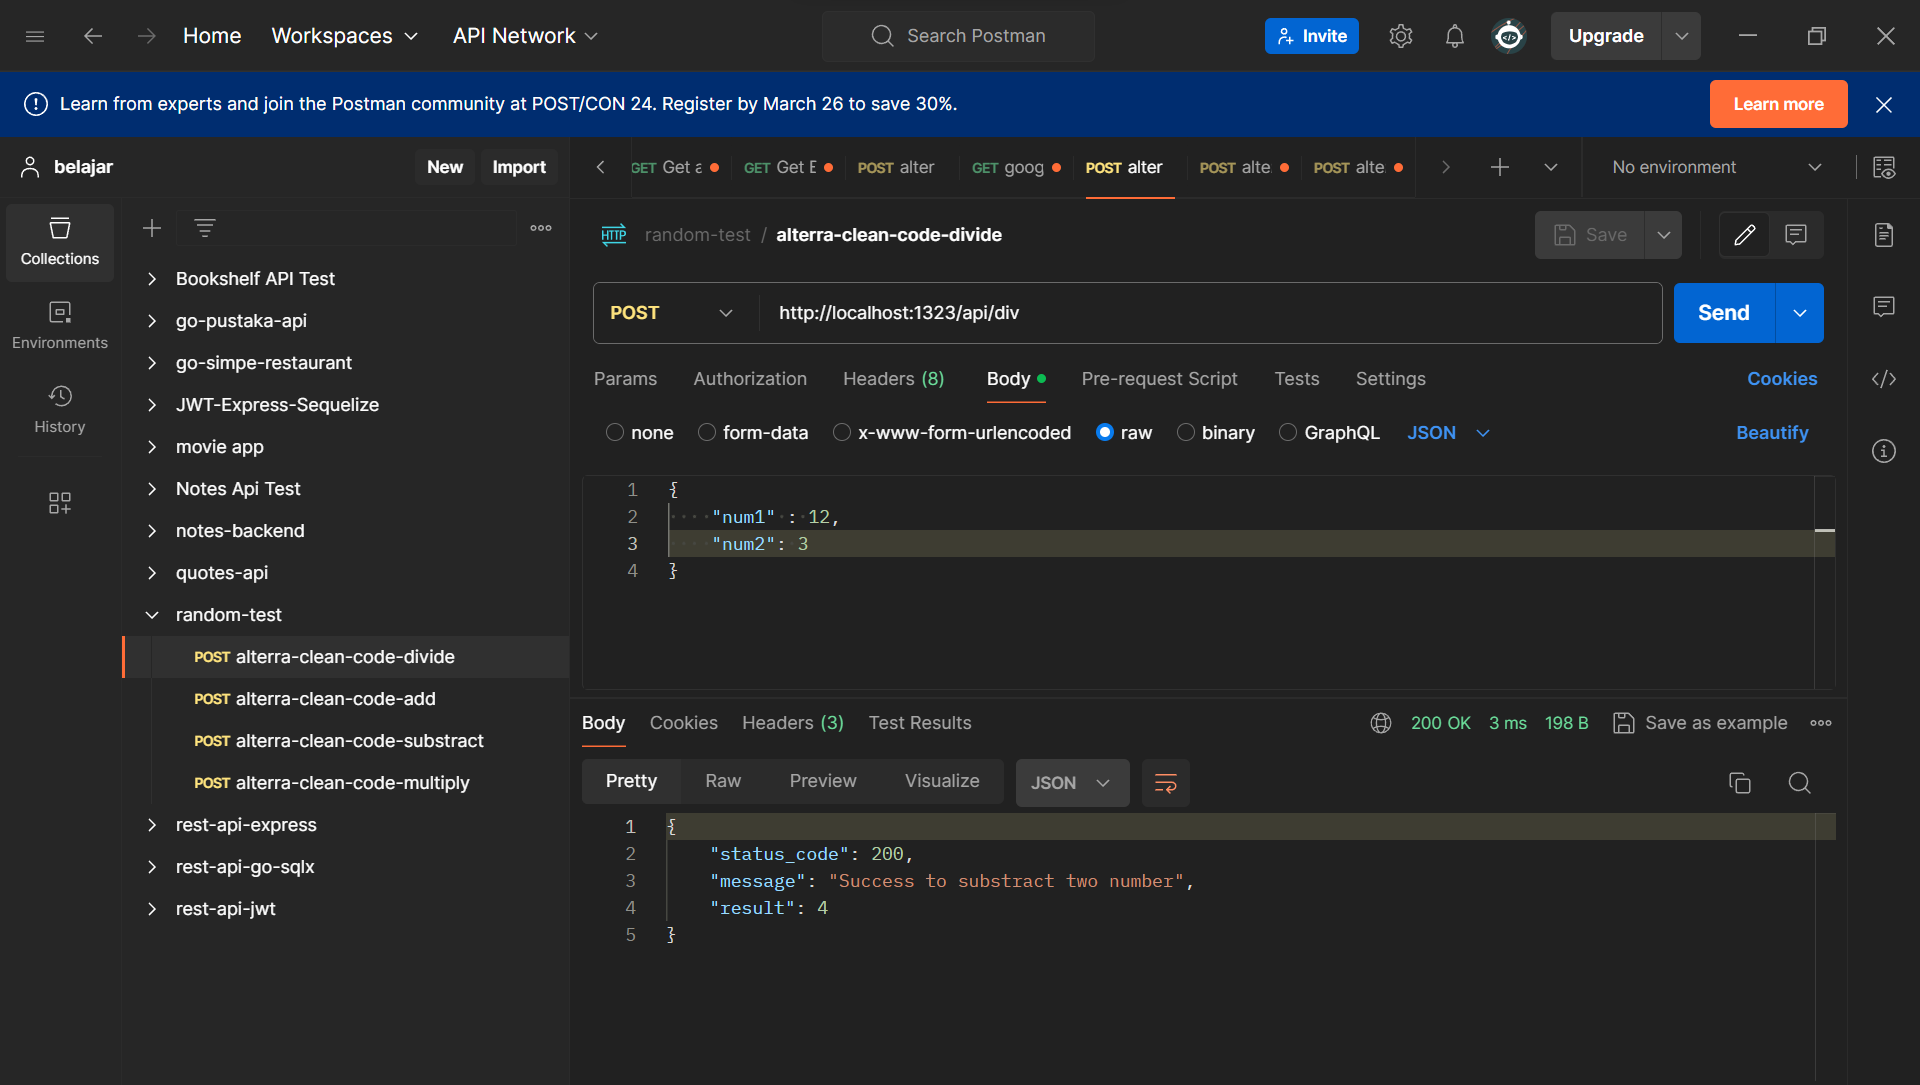 Home Workspaces API Network Search Postman Invite Upgrade
Learn from experts and join the Postman community at POST/CON 24. Register by March 26 to save 30%. Learn more
belajar New Import
GET Get a GET Get E POST alter GET goog POST alter POST alte POST alte No environment
Collections
Environments
History
Bookshelf API Test
go-pustaka-api
go-simpe-restaurant
JWT-Express-Sequelize
movie app
Notes Api Test
notes-backend
quotes-api
random-test
POST alterra-clean-code-divide
POST alterra-clean-code-add
POST alterra-clean-code-substract
POST alterra-clean-code-multiply
rest-api-express
rest-api-go-sqlx
rest-api-jwt
HTTP random-test / alterra-clean-code-divide Save
POST http://localhost:1323/api/div Send
Params Authorization Headers (8) Body Pre-request Script Tests Settings Cookies
none form-data x-www-form-urlencoded raw binary GraphQL JSON Beautify
1 {
2 "num1" : 12,
3 "num2": 3
4 }
Body Cookies Headers (3) Test Results 200 OK 3 ms 198 B Save as example
Pretty Raw Preview Visualize JSON
1 {
2 "status_code": 200,
3 "message": "Success to substract two number",
4 "result": 4
5 }